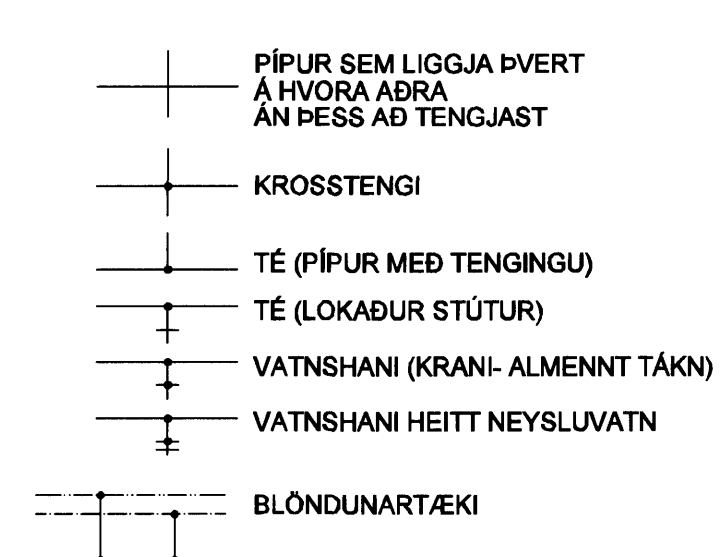 PÍPUR SEM LIGGJA ÞVERT
Á HVORA AÐRA
ÁN ÞESS AÐ TENGJAST
KROSSTENGI
TÉ (PÍPUR MEÐ TENGINGU)
TÉ (LOKAÐUR STÚTUR)
VATNSHANI (KRANI- ALMENNT TÁKN)
VATNSHANI HEITT NEYSLUVATN
BLÖNDUNARTÆKI